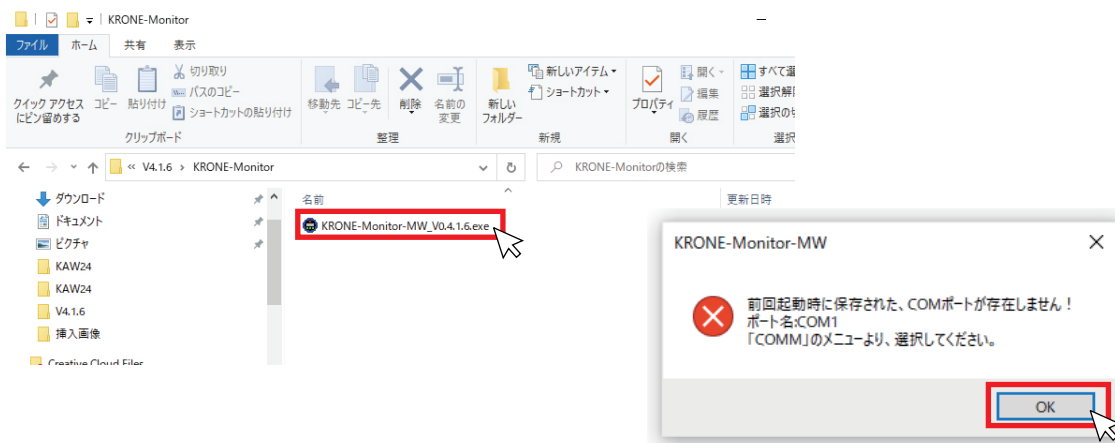 KRONE-Monitor
ファイル ホーム 共有 表示
クイック アクセス
にピン留めする
コピー
貼り付け
切り取り
パスのコピー
ショートカットの貼り付け
クリップボード
移動先
コピー先
削除
名前の
変更
整理
新しい
フォルダー
新しいアイテム
ショートカット
新規
プロパティ
開く
編集
履歴
開く
すべて選
選択解
選択の
選択
« V4.1.6 › KRONE-Monitor
KRONE-Monitorの検索
ダウンロード
ドキュメント
ピクチャ
KAW24
KAW24
V4.1.6
挿入画像
Creative Cloud Files
名前 更新日時
KRONE-Monitor-MW_V0.4.1.6.exe
KRONE-Monitor-MW
前回起動時に保存された、COMポートが存在しません！
ポート名:COM1
「COMM」のメニューより、選択してください。
OK